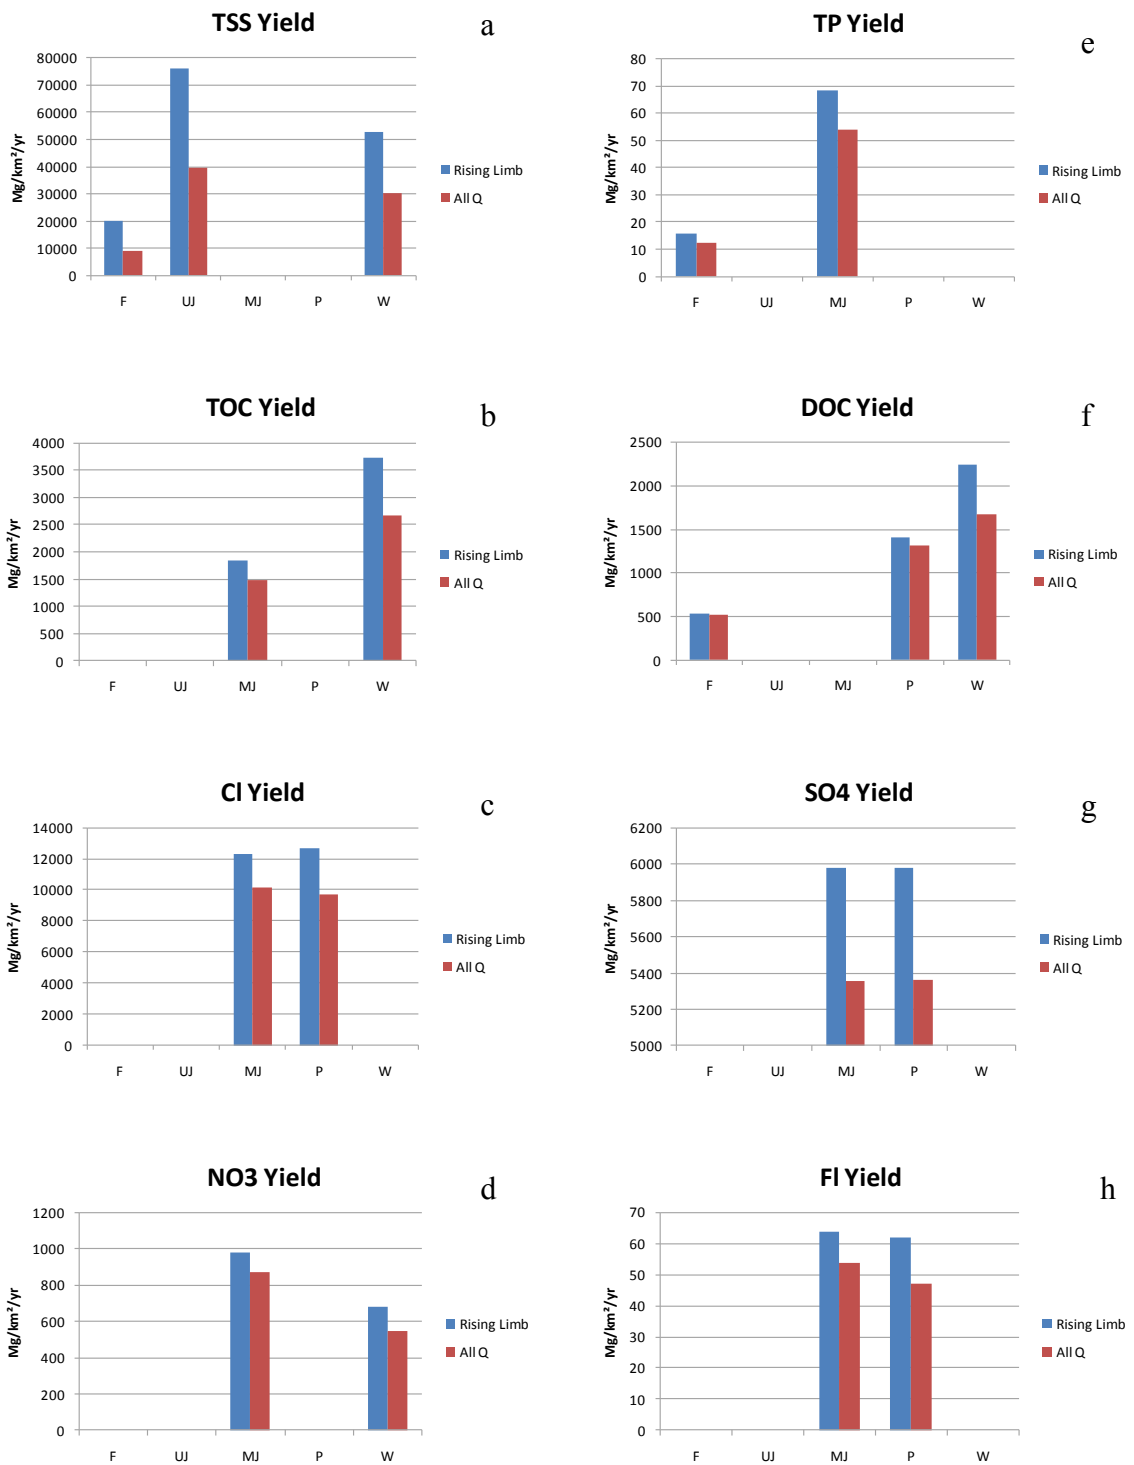 TSS Yield
a
80000
70000
60000
50000
40000
30000
20000
10000
0
Mg/km²/yr
F UJ MJ P W
Rising Limb
All Q
TP Yield
e
80
70
60
50
40
30
20
10
0
Mg/km²/yr
F UJ MJ P W
Rising Limb
All Q
TOC Yield
b
4000
3500
3000
2500
2000
1500
1000
500
0
Mg/km²/yr
F UJ MJ P W
Rising Limb
All Q
DOC Yield
f
2500
2000
1500
1000
500
0
Mg/km²/yr
F UJ MJ P W
Rising Limb
All Q
Cl Yield
c
14000
12000
10000
8000
6000
4000
2000
0
Mg/km²/yr
F UJ MJ P W
Rising Limb
All Q
SO4 Yield
g
6200
6000
5800
5600
5400
5200
5000
Mg/km²/yr
F UJ MJ P W
Rising Limb
All Q
NO3 Yield
d
1200
1000
800
600
400
200
0
Mg/km²/yr
F UJ MJ P W
Rising Limb
All Q
Fl Yield
h
70
60
50
40
30
20
10
0
Mg/km²/yr
F UJ MJ P W
Rising Limb
All Q